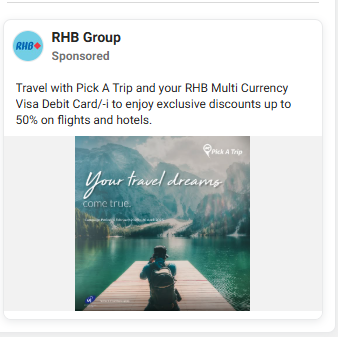 RHB
RHB Group
Sponsored
Travel with Pick A Trip and your RHB Multi Currency
Visa Debit Card/-i to enjoy exclusive discounts up to
50% on flights and hotels.
Pick A Trip
Your travel dreams
come true.